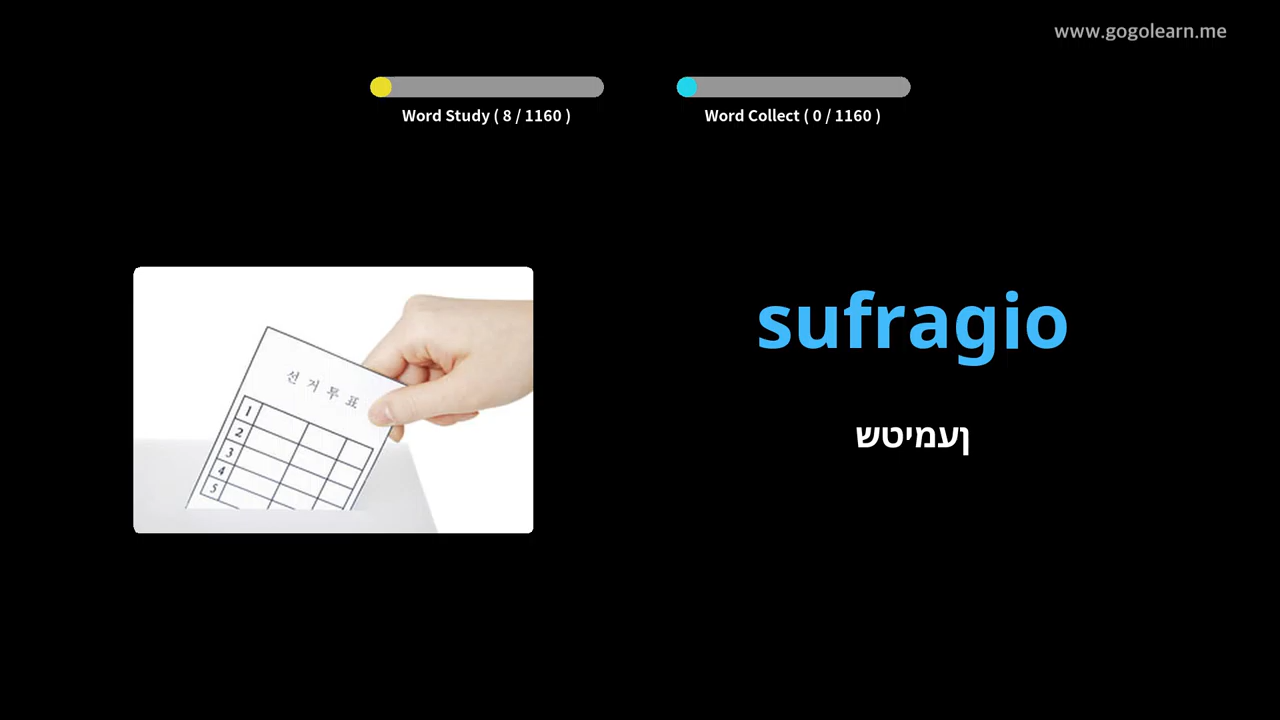 www.gogolearn.me
Word Study ( 8 / 1160 )
Word Collect ( 0 / 1160 )
선거투표
1
2
3
4
5
sufragio
ןעמיטש